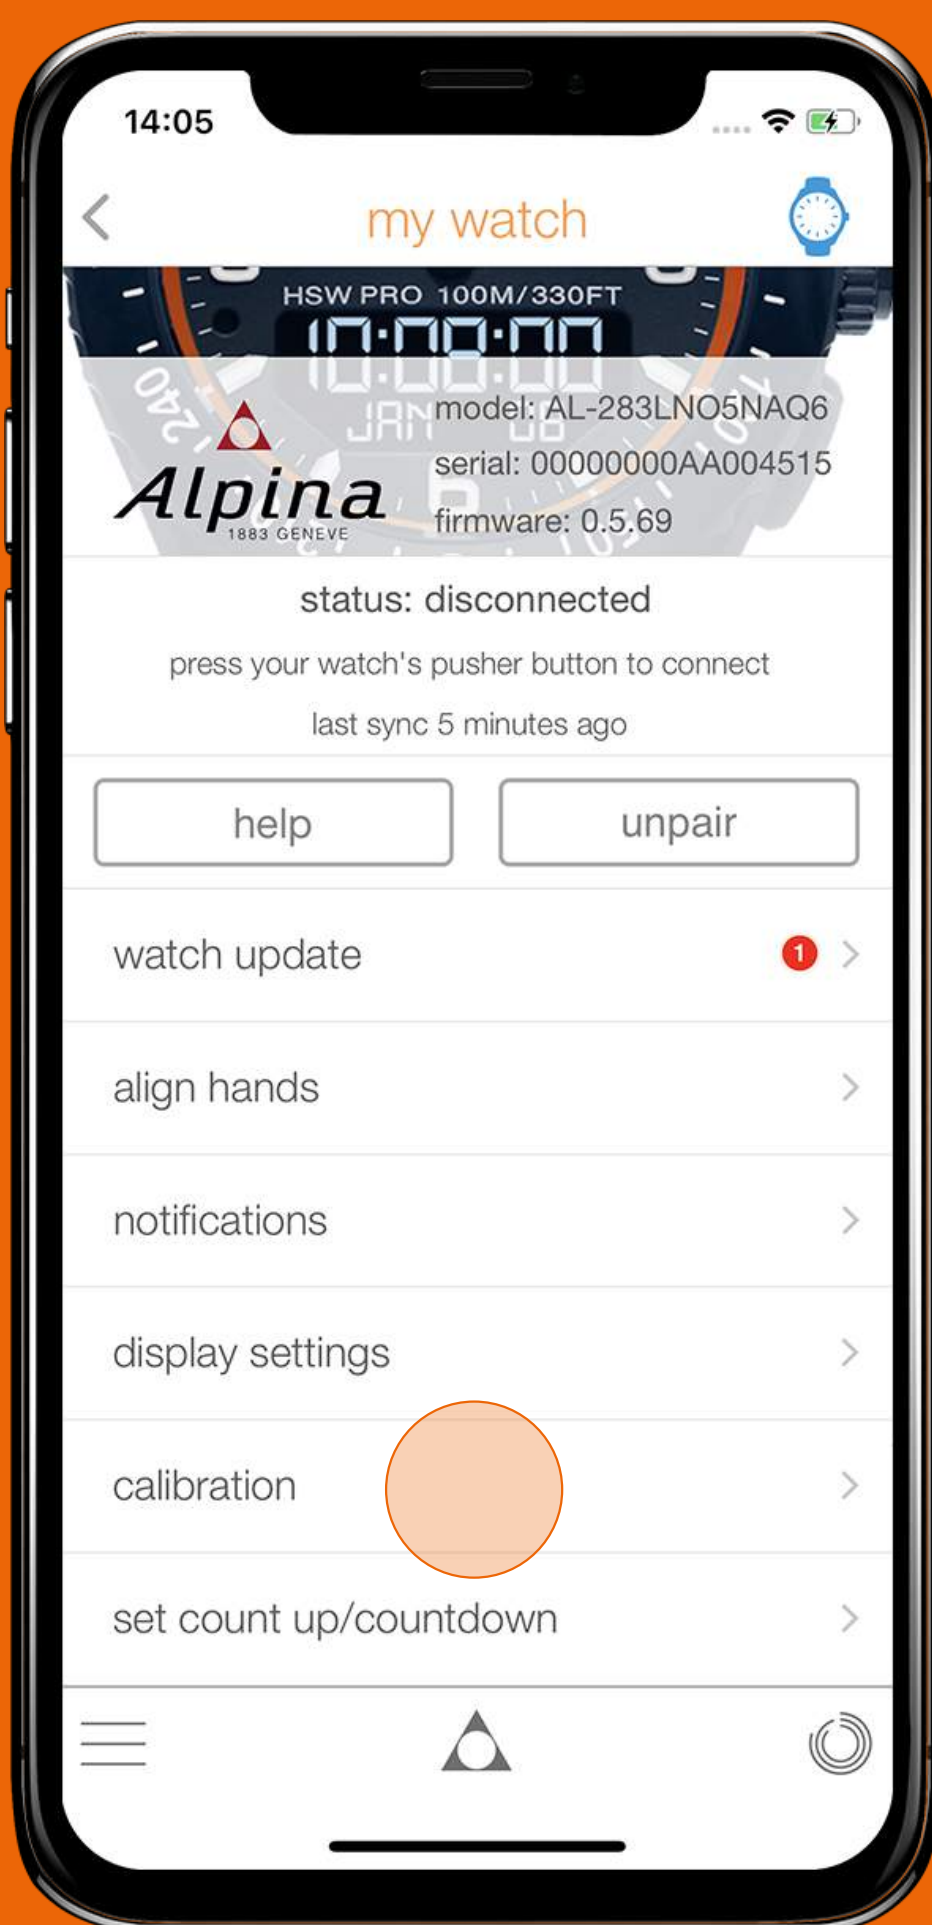 14:05
my watch
HSW PRO 100M/330FT
10:08:00
JAN 06
240
Alpina
1883 GENEVE
model: AL-283LNO5NAQ6
serial: 00000000AA004515
firmware: 0.5.69
status: disconnected
press your watch's pusher button to connect
last sync 5 minutes ago
help
unpair
watch update
1
align hands
notifications
display settings
calibration
set count up/countdown